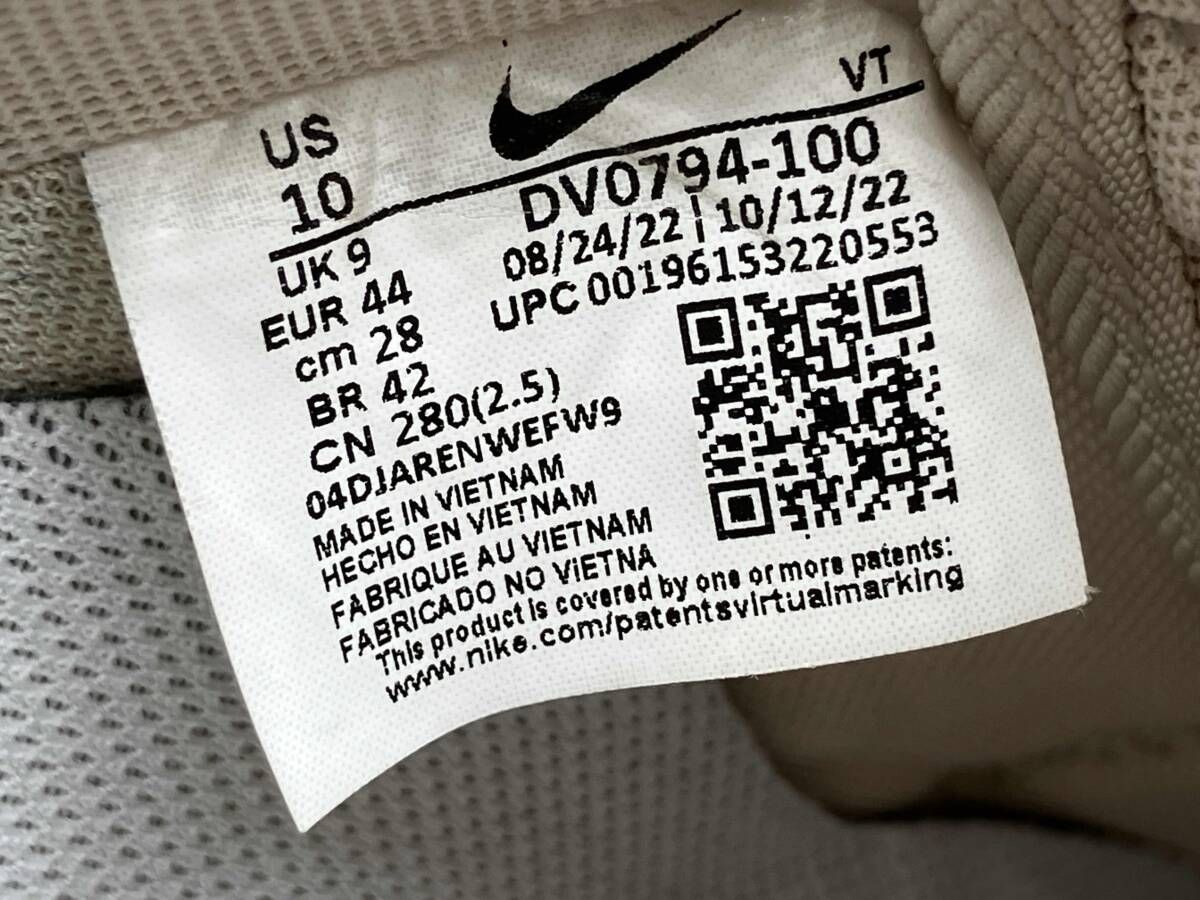 US
10
VT
DV0794-100
08/24/22 | 10/12/22
UPC 00196153220553
UK 9
EUR 44
cm 28
BR 42
CN 280(2.5)
04DJARENWEFW9
MADE IN VIETNAM
HECHO EN VIETNAM
FABRIQUE AU VIETNAM
FABRICADO NO VIETNA
This product is covered by one or more patents:
www.nike.com/patentsvirtualmarking